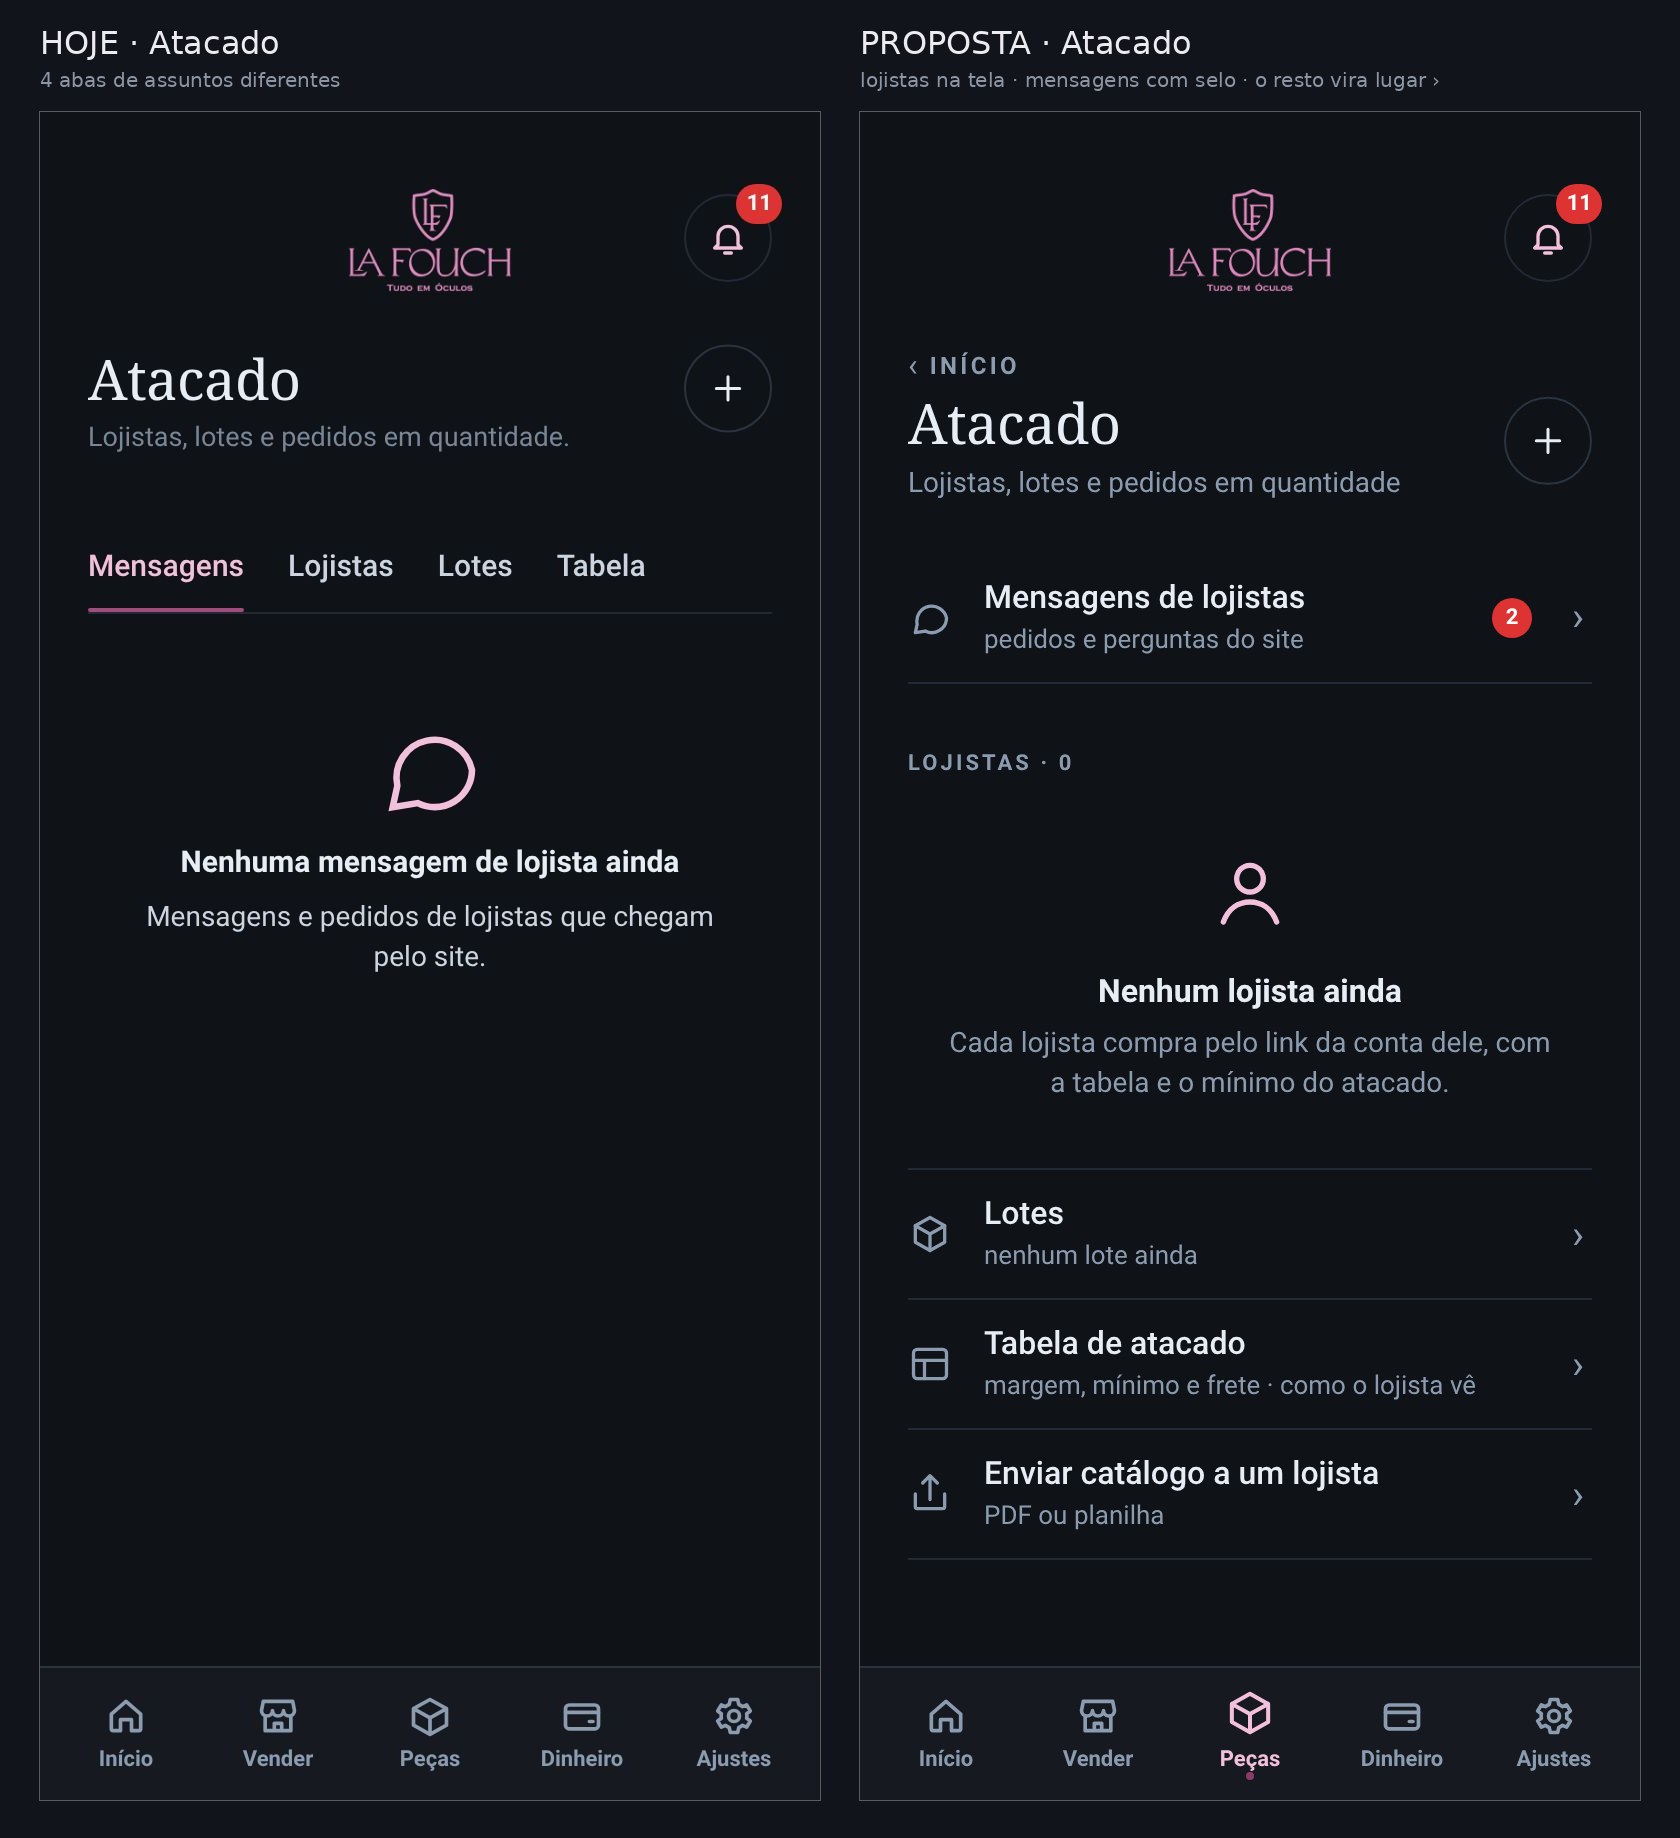 HOJE · Atacado
4 abas de assuntos diferentes
11
LF
LA FOUCH
TUDO EM ÓCULOS
Atacado
Lojistas, lotes e pedidos em quantidade.
Mensagens Lojistas Lotes Tabela
Nenhuma mensagem de lojista ainda
Mensagens e pedidos de lojistas que chegam
pelo site.
Início Vender Peças Dinheiro Ajustes
PROPOSTA · Atacado
lojistas na tela · mensagens com selo · o resto vira lugar ›
11
LF
LA FOUCH
TUDO EM ÓCULOS
‹ INÍCIO
Atacado
Lojistas, lotes e pedidos em quantidade
Mensagens de lojistas
pedidos e perguntas do site
2 ›
LOJISTAS · 0
Nenhum lojista ainda
Cada lojista compra pelo link da conta dele, com
a tabela e o mínimo do atacado.
Lotes
nenhum lote ainda
›
Tabela de atacado
margem, mínimo e frete · como o lojista vê
›
Enviar catálogo a um lojista
PDF ou planilha
›
Início Vender Peças Dinheiro Ajustes